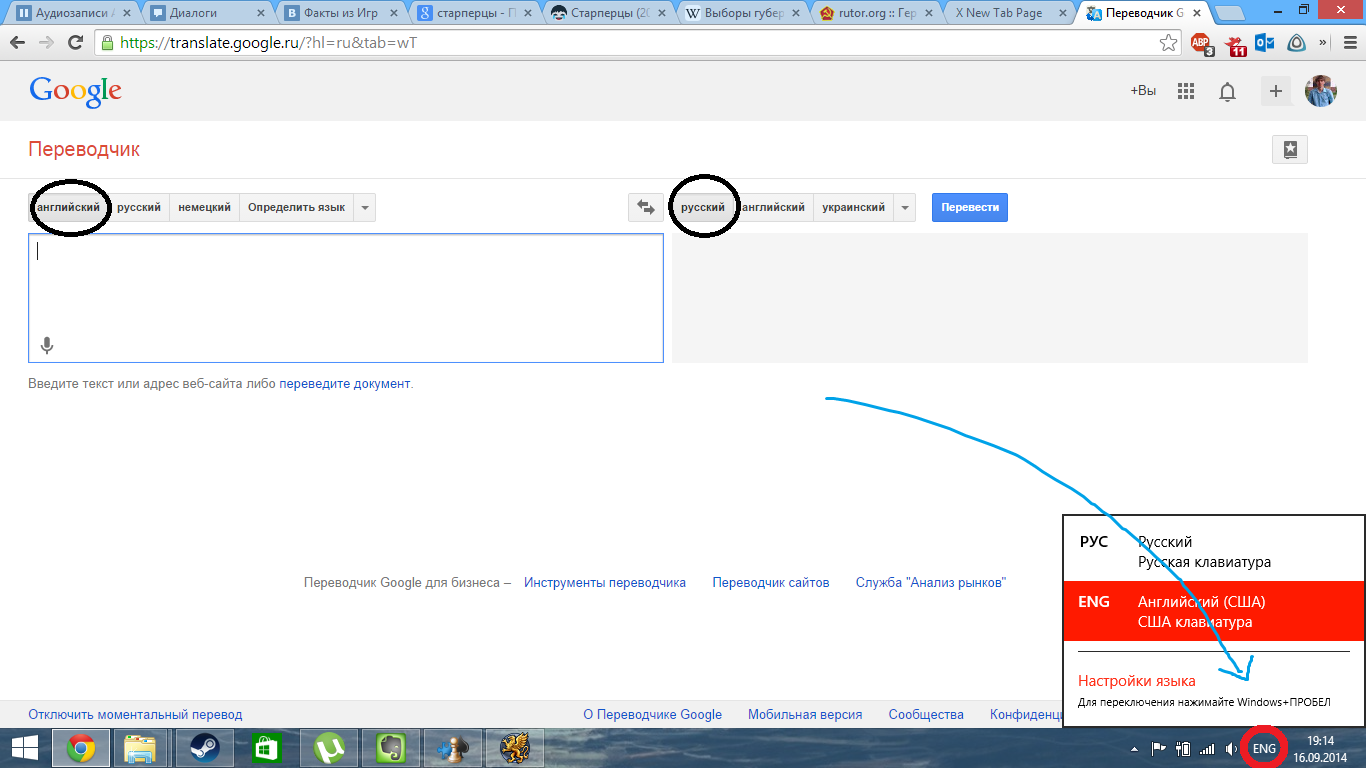 Аудиозаписи А
Диалоги
Факты из Игр
старперцы - П
Старперцы (20
Выборы губер
rutor.org :: Гер
X New Tab Page
Переводчик G
https://translate.google.ru/?hl=ru&tab=wT
ABP
3
11
»
Google
+Вы
Переводчик
английский
русский
немецкий
Определить язык
русский
английский
украинский
Перевести
Введите текст или адрес веб-сайта либо переведите документ.
Переводчик Google для бизнеса – Инструменты переводчика Переводчик сайтов Служба "Анализ рынков"
РУС Русский
Русская клавиатура
ENG Английский (США)
США клавиатура
Настройки языка
Для переключения нажимайте Windows+ПРОБЕЛ
Отключить моментальный перевод
О Переводчике Google
Мобильная версия
Сообщества
Конфиденц
ENG
19:14
16.09.2014